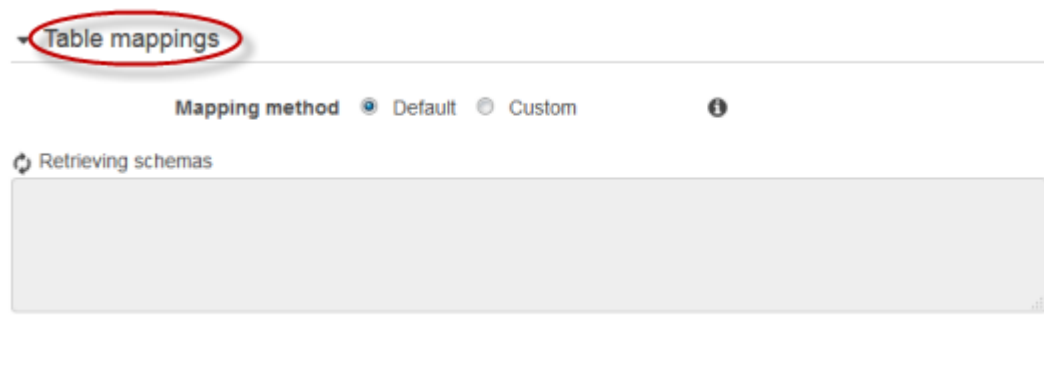 Table mappings
Mapping method Default Custom
Retrieving schemas